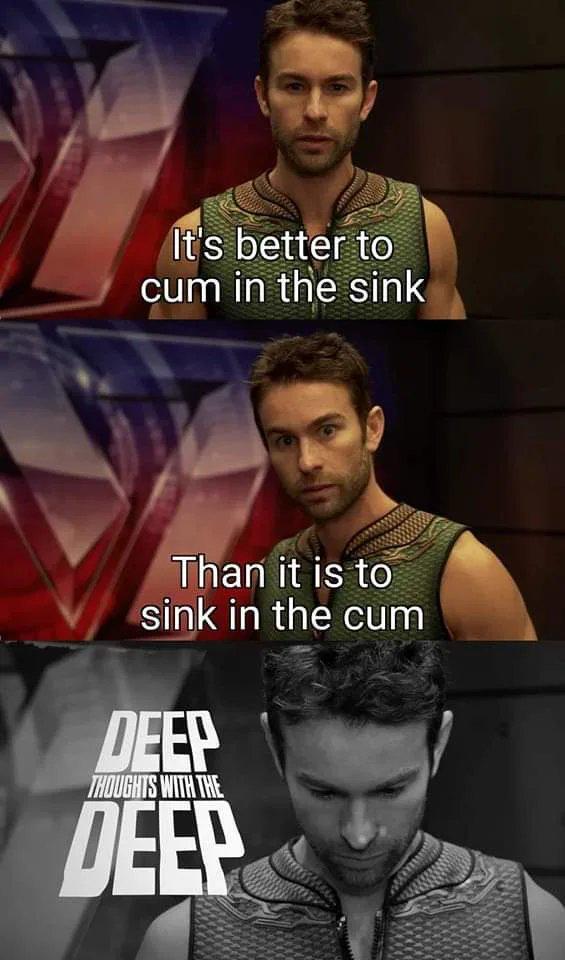 It's better to
cum in the sink
Than it is to
sink in the cum
DEEP
THOUGHTS WITH THE
DEEP